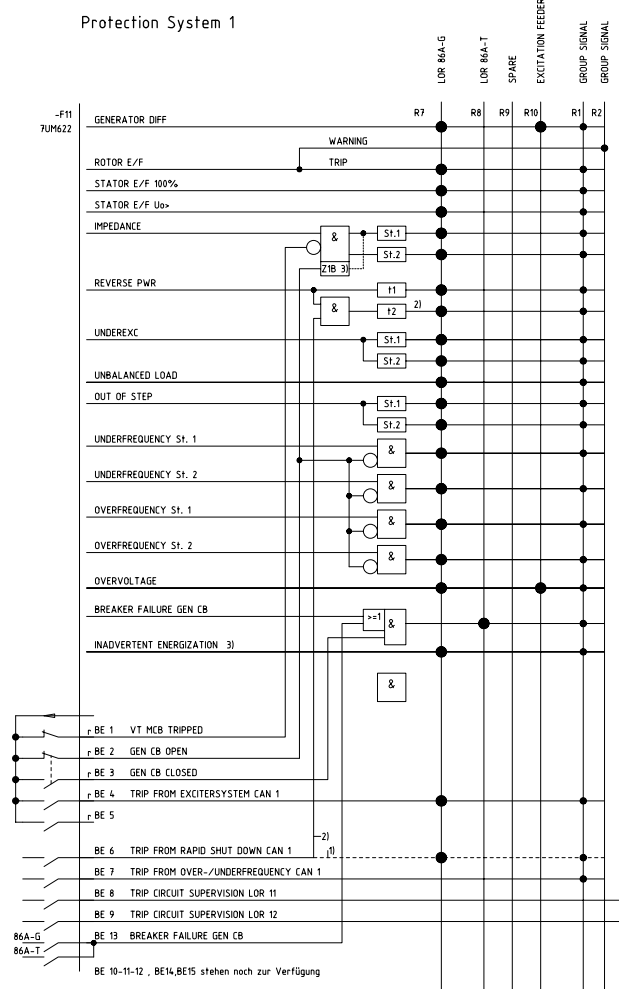 Protection System 1
LOR 86A-G
LOR 86A-T
SPARE
EXCITATION FEEDER
GROUP SIGNAL
GROUP SIGNAL
-F11
7UM622
R7
R8
R9
R10
R1
R2
GENERATOR DIFF
WARNING
ROTOR E/F
TRIP
STATOR E/F 100%
STATOR E/F Uo>
IMPEDANCE
&
St.1
St.2
Z1B 3)
REVERSE PWR
t1
&
t2
2)
UNDEREXC
St.1
St.2
UNBALANCED LOAD
OUT OF STEP
St.1
St.2
UNDERFREQUENCY St. 1
&
UNDERFREQUENCY St. 2
&
OVERFREQUENCY St. 1
&
OVERFREQUENCY St. 2
&
OVERVOLTAGE
BREAKER FAILURE GEN CB
>=1
&
INADVERTENT ENERGIZATION 3)
&
BE 1 VT MCB TRIPPED
BE 2 GEN CB OPEN
BE 3 GEN CB CLOSED
BE 4 TRIP FROM EXCITERSYSTEM CAN 1
BE 5
2)
BE 6 TRIP FROM RAPID SHUT DOWN CAN 1
1)
BE 7 TRIP FROM OVER-/UNDERFREQUENCY CAN 1
BE 8 TRIP CIRCUIT SUPERVISION LOR 11
BE 9 TRIP CIRCUIT SUPERVISION LOR 12
86A-G
BE 13 BREAKER FAILURE GEN CB
86A-T
BE 10-11-12 , BE14,BE15 stehen noch zur Verfügung